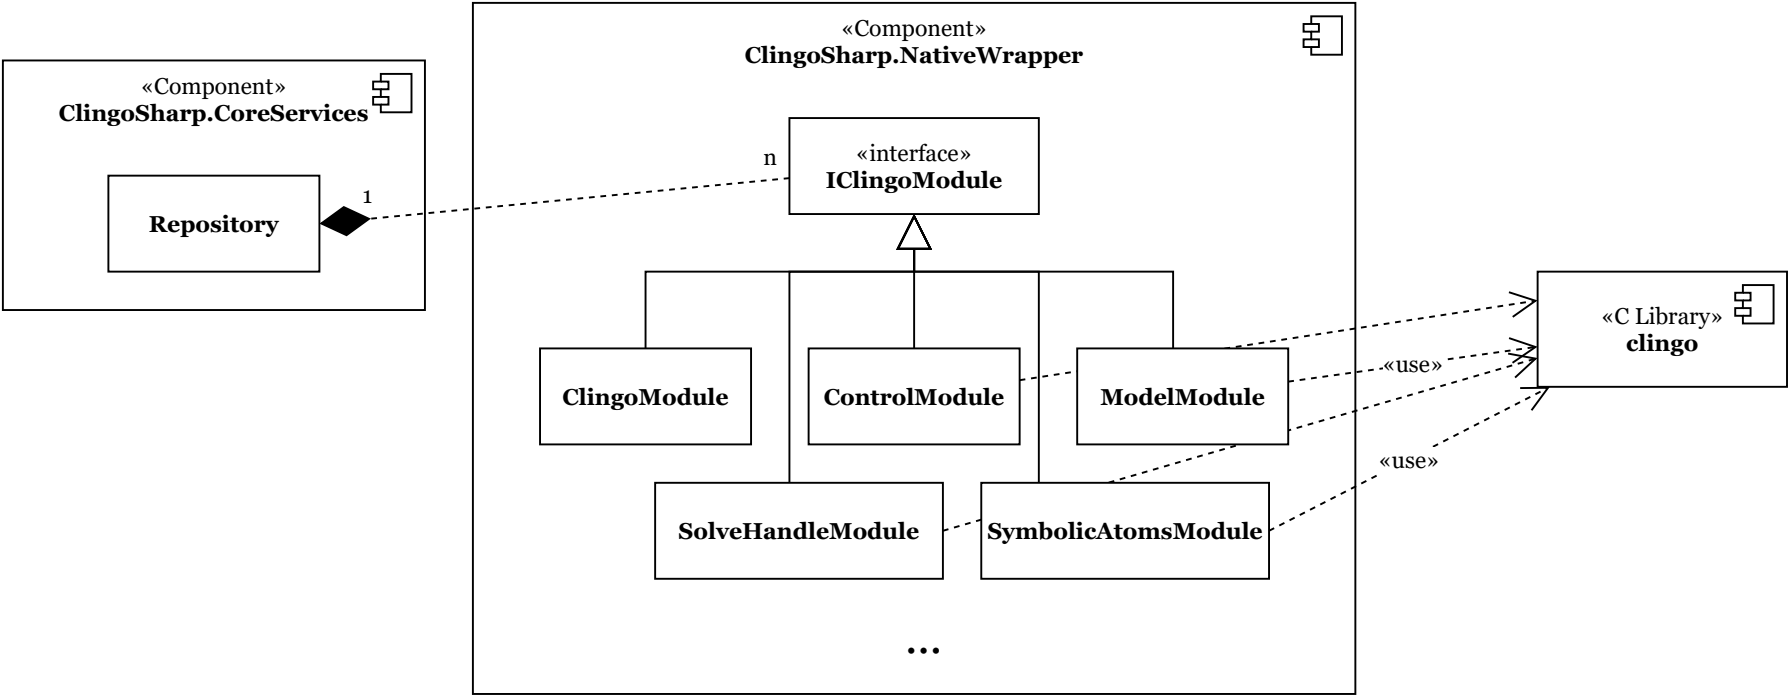 «Component»
ClingoSharp.CoreServices
Repository
1
n
«Component»
ClingoSharp.NativeWrapper
«interface»
IClingoModule
ClingoModule
ControlModule
ModelModule
SolveHandleModule
SymbolicAtomsModule
...
«use»
«use»
«C Library»
clingo